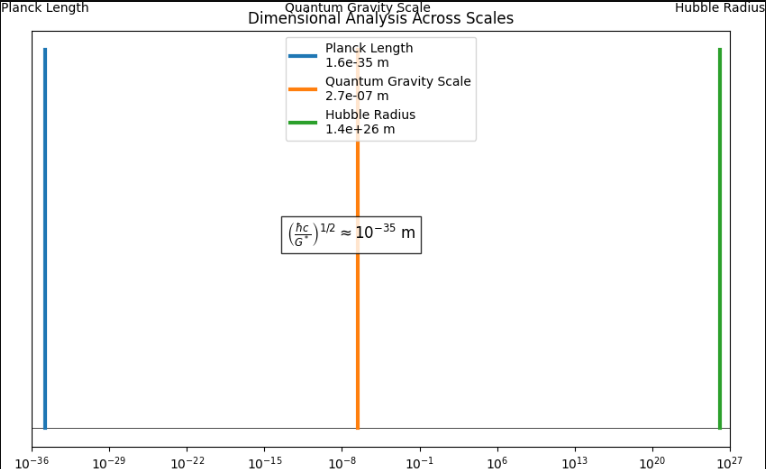 Planck Length Quantum Gravity Scale Hubble Radius
Dimensional Analysis Across Scales
Planck Length
1.6e-35 m
Quantum Gravity Scale
2.7e-07 m
Hubble Radius
1.4e+26 m
(ħc/G*)^{1/2} ≈ 10^{-35} m
10^{-36} 10^{-29} 10^{-22} 10^{-15} 10^{-8} 10^{-1} 10^{6} 10^{13} 10^{20} 10^{27}